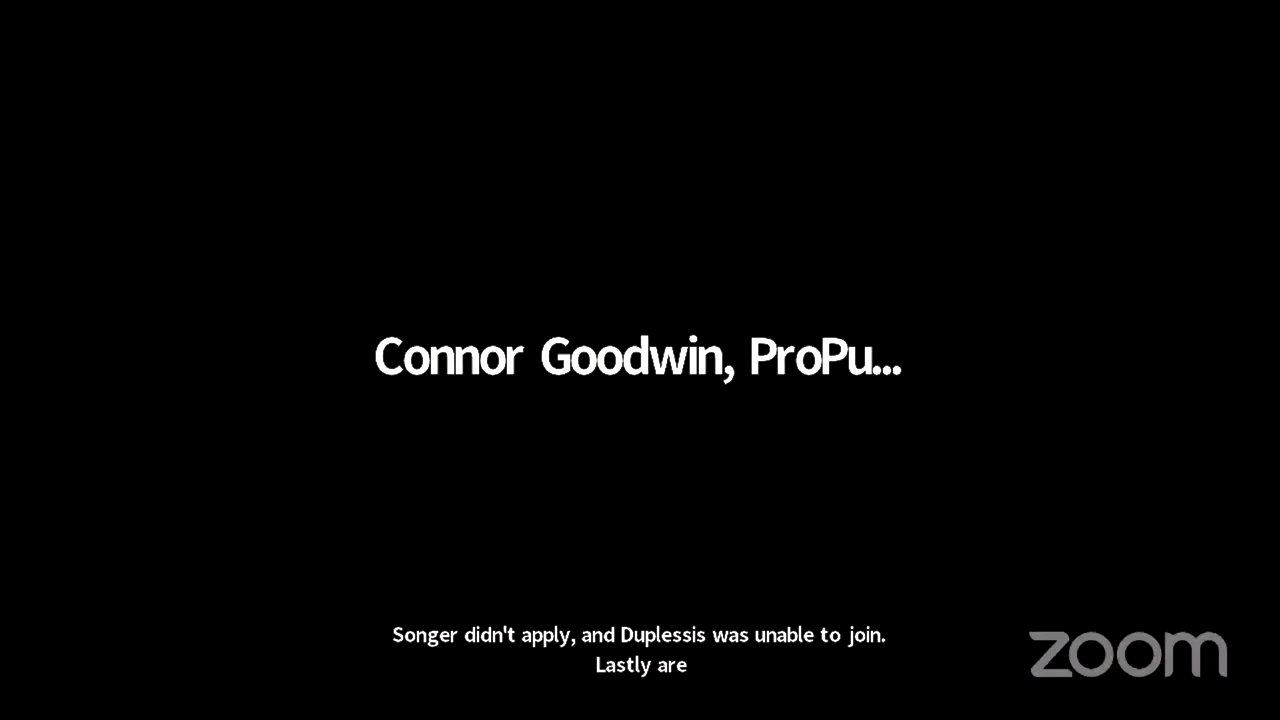 Connor Goodwin, ProPu...
Songer didn't apply, and Duplessis was unable to join.
Lastly are
zoom